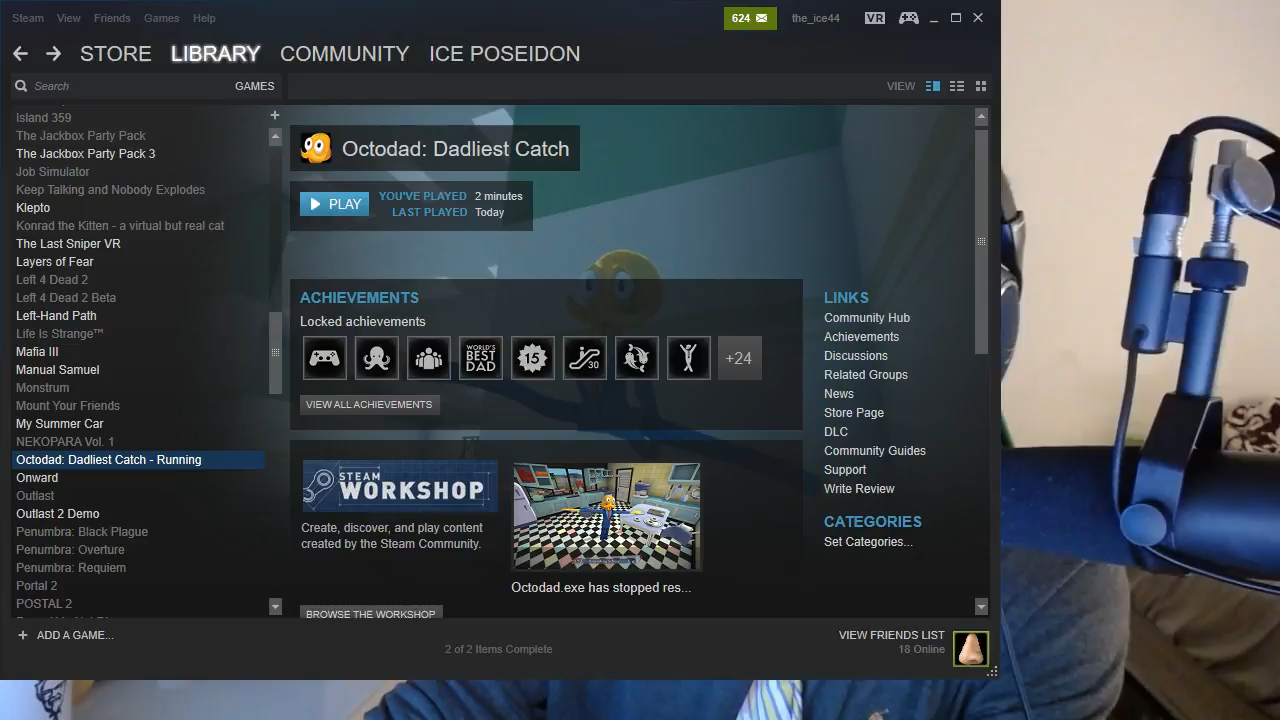 Steam View Friends Games Help 624 the_ice44 VR
STORE LIBRARY COMMUNITY ICE POSEIDON
Search GAMES VIEW
Island 359
The Jackbox Party Pack
The Jackbox Party Pack 3
Job Simulator
Keep Talking and Nobody Explodes
Klepto
Konrad the Kitten - a virtual but real cat
The Last Sniper VR
Layers of Fear
Left 4 Dead 2
Left 4 Dead 2 Beta
Left-Hand Path
Life Is Strange™
Mafia III
Manual Samuel
Monstrum
Mount Your Friends
My Summer Car
NEKOPARA Vol. 1
Octodad: Dadliest Catch - Running
Onward
Outlast
Outlast 2 Demo
Penumbra: Black Plague
Penumbra: Overture
Penumbra: Requiem
Portal 2
POSTAL 2
+ ADD A GAME...
Octodad: Dadliest Catch
PLAY
YOU'VE PLAYED 2 minutes
LAST PLAYED Today
ACHIEVEMENTS
Locked achievements
WORLD'S
BEST
DAD
15
30
+24
VIEW ALL ACHIEVEMENTS
STEAM
WORKSHOP
Create, discover, and play content
created by the Steam Community.
BROWSE THE WORKSHOP
Octodad.exe has stopped res...
LINKS
Community Hub
Achievements
Discussions
Related Groups
News
Store Page
DLC
Community Guides
Support
Write Review
CATEGORIES
Set Categories...
2 of 2 Items Complete
VIEW FRIENDS LIST
18 Online